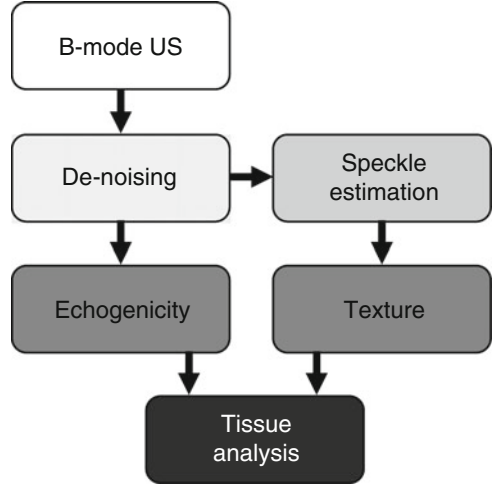 B-mode US
De-noising
Speckle
estimation
Echogenicity
Texture
Tissue
analysis